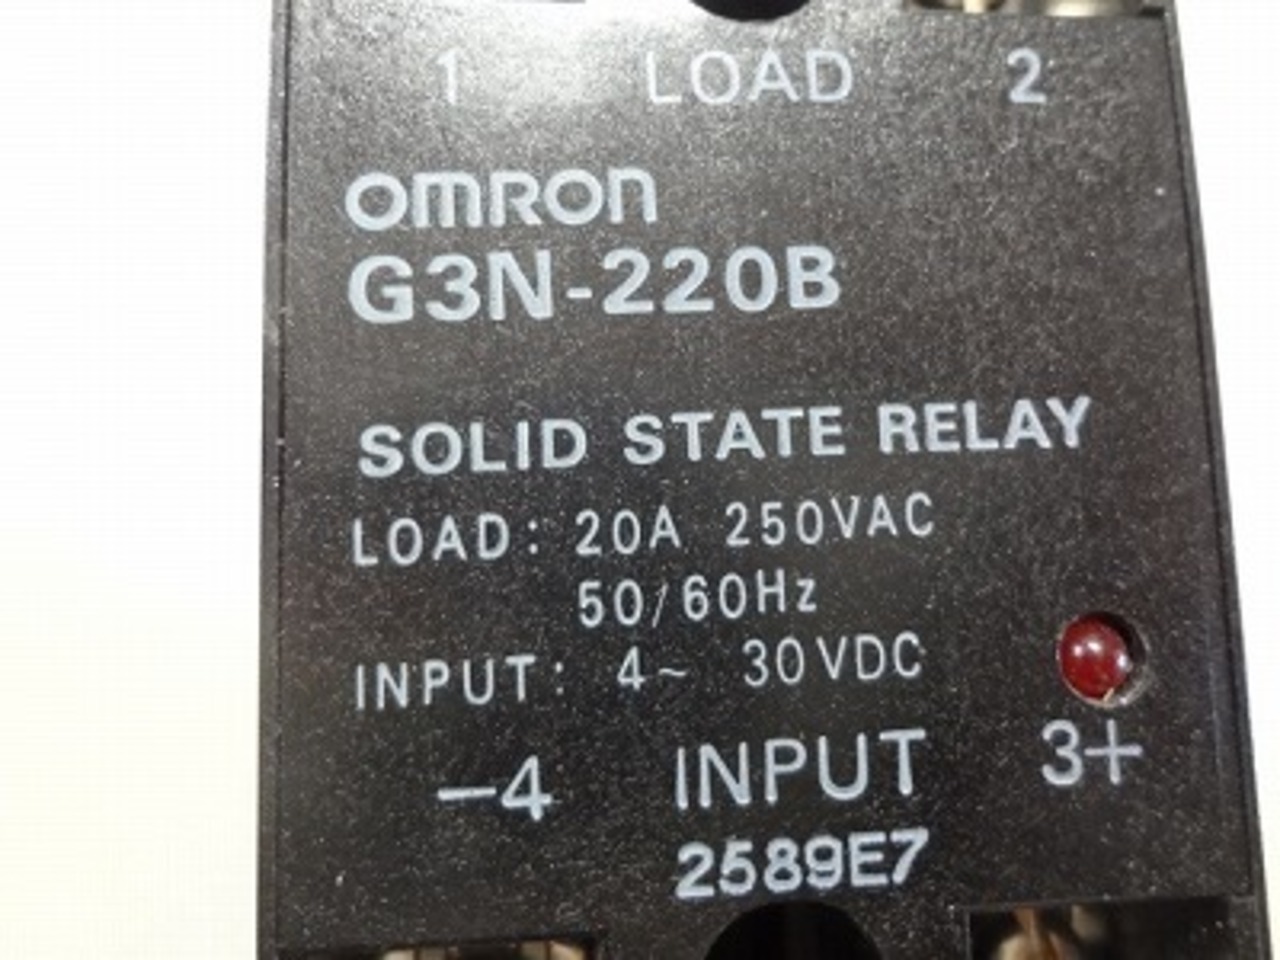 1 LOAD 2
omron
G3N-220B
SOLID STATE RELAY
LOAD: 20A 250VAC
50/60Hz
INPUT: 4~ 30VDC
-4 INPUT 3+
2589E7